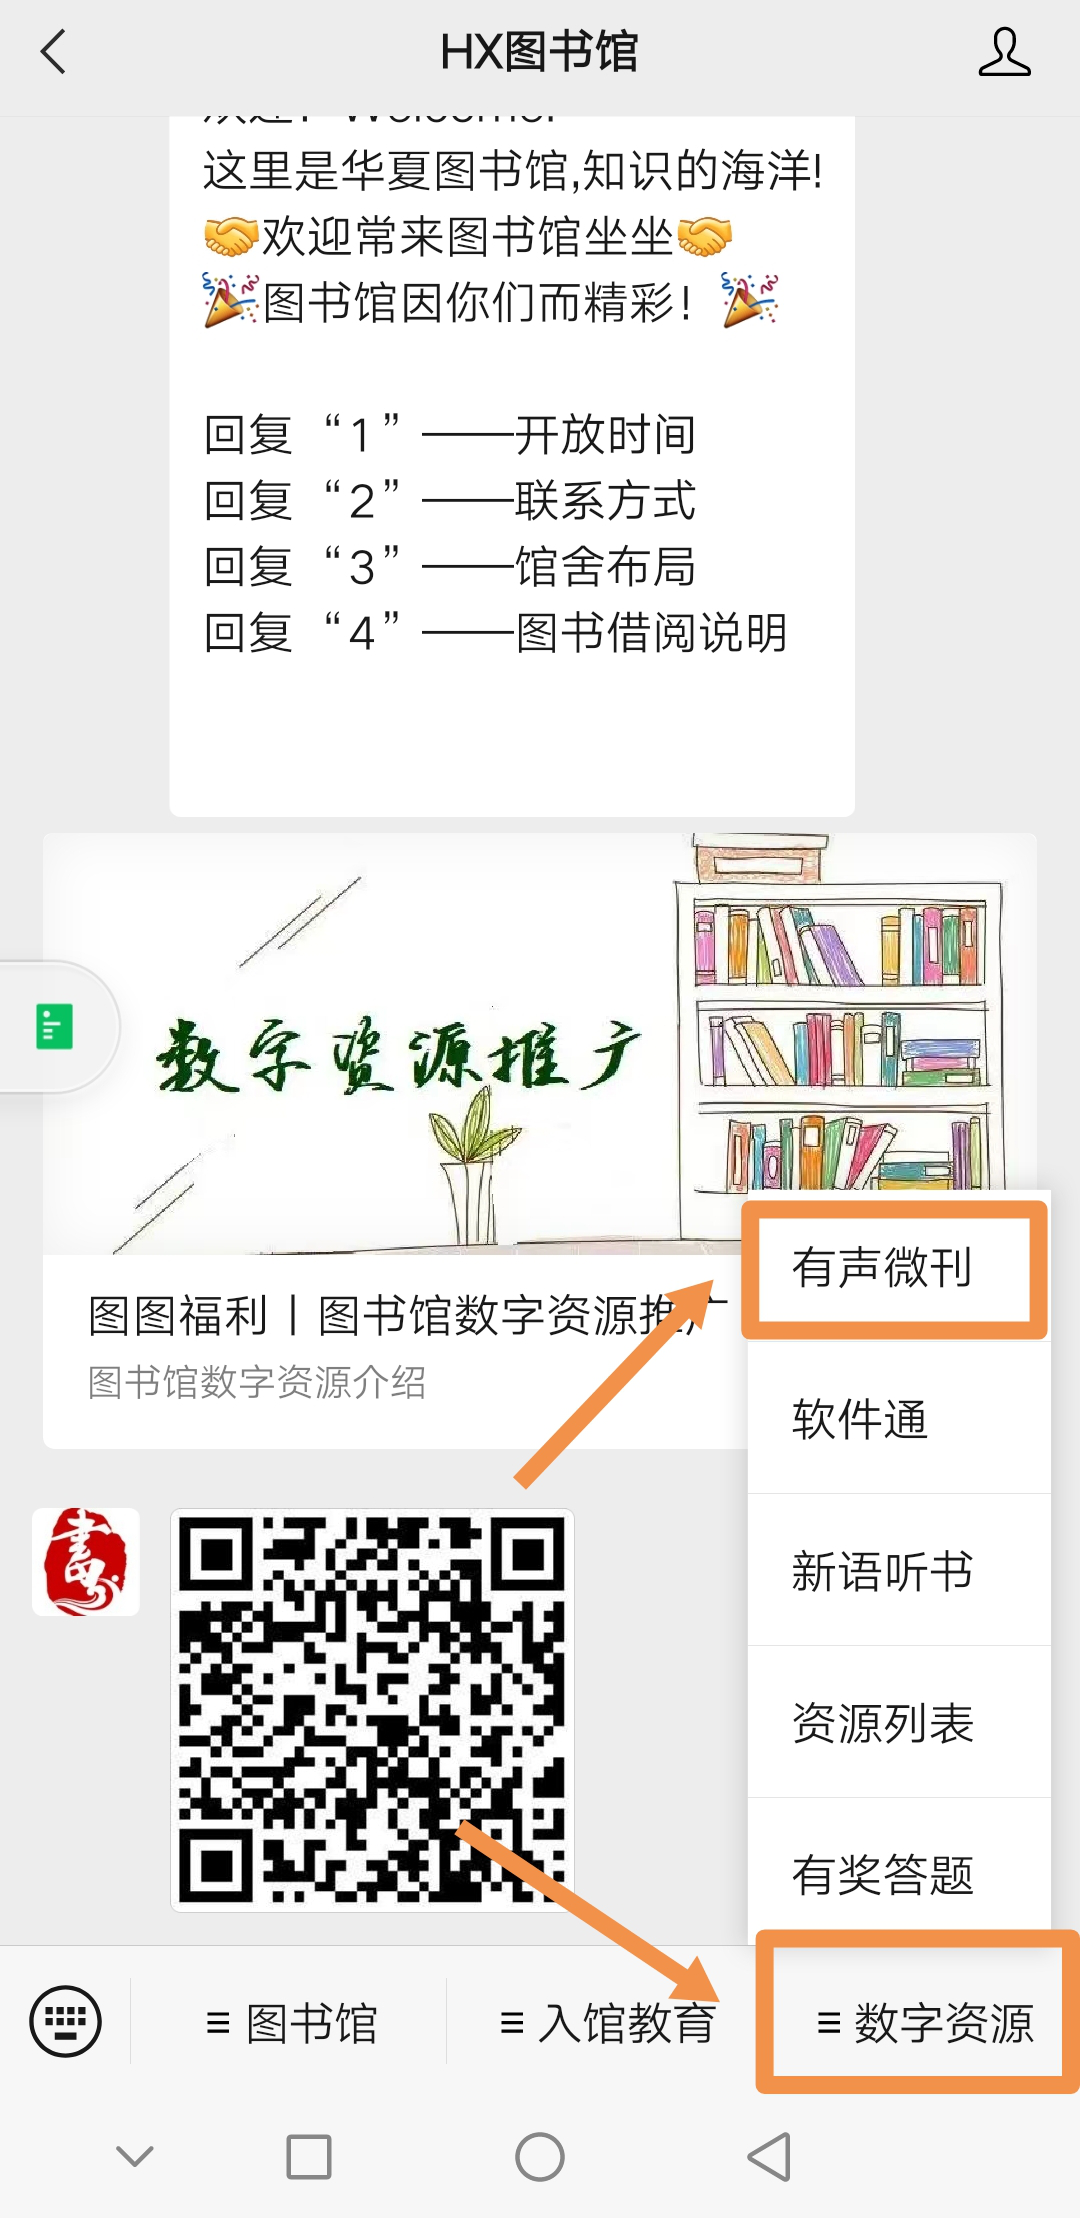 HX图书馆
欢迎！Welcome!
这里是华夏图书馆,知识的海洋!
🤝欢迎常来图书馆坐坐🤝
🎉图书馆因你们而精彩！🎉
回复“1”——开放时间
回复“2”——联系方式
回复“3”——馆舍布局
回复“4”——图书借阅说明
数字资源推广
图图福利丨图书馆数字资源推广
图书馆数字资源介绍
書
有声微刊
软件通
新语听书
资源列表
有奖答题
图书馆
入馆教育
数字资源